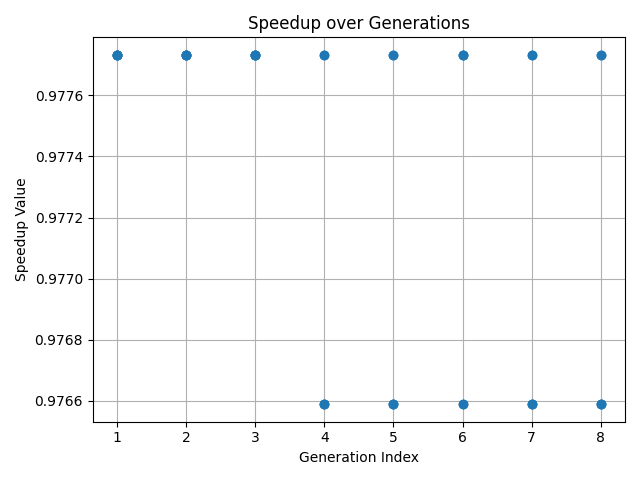 Speedup over Generations
Speedup Value
0.9776
0.9774
0.9772
0.9770
0.9768
0.9766
1 2 3 4 5 6 7 8
Generation Index